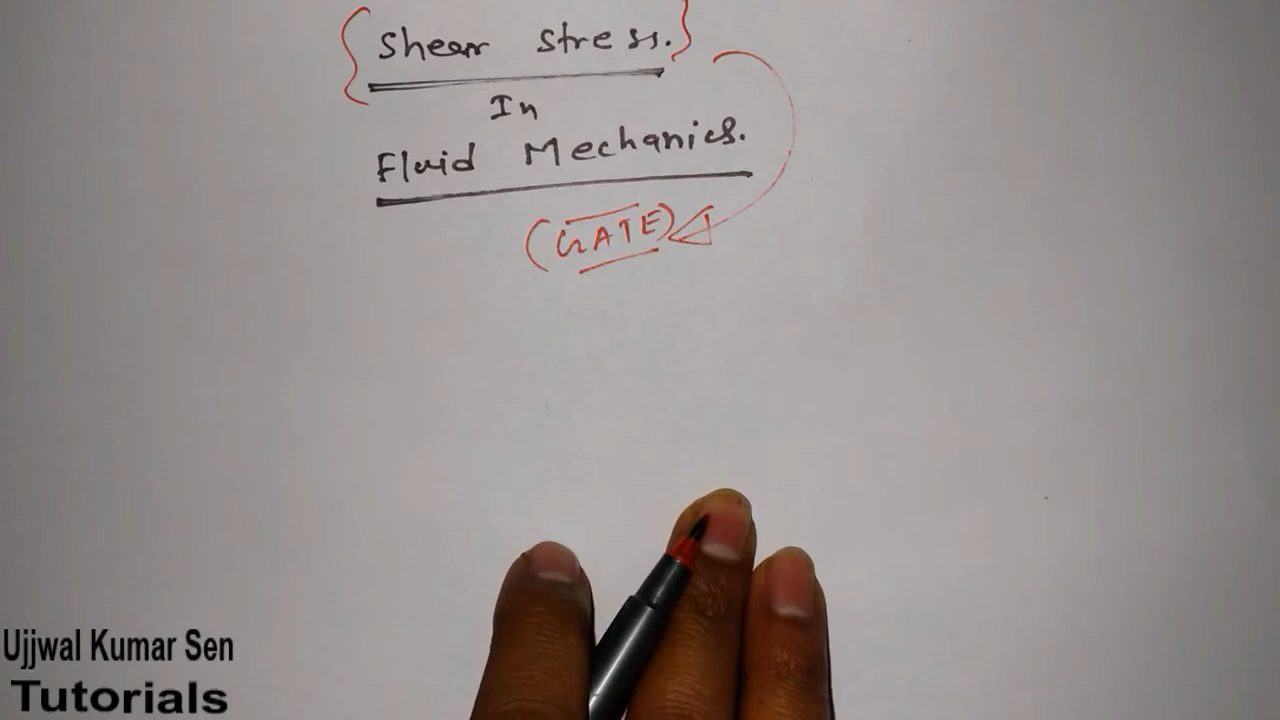 Shear Stress.
In
Fluid Mechanics.
(GATE)
Ujjwal Kumar Sen
Tutorials